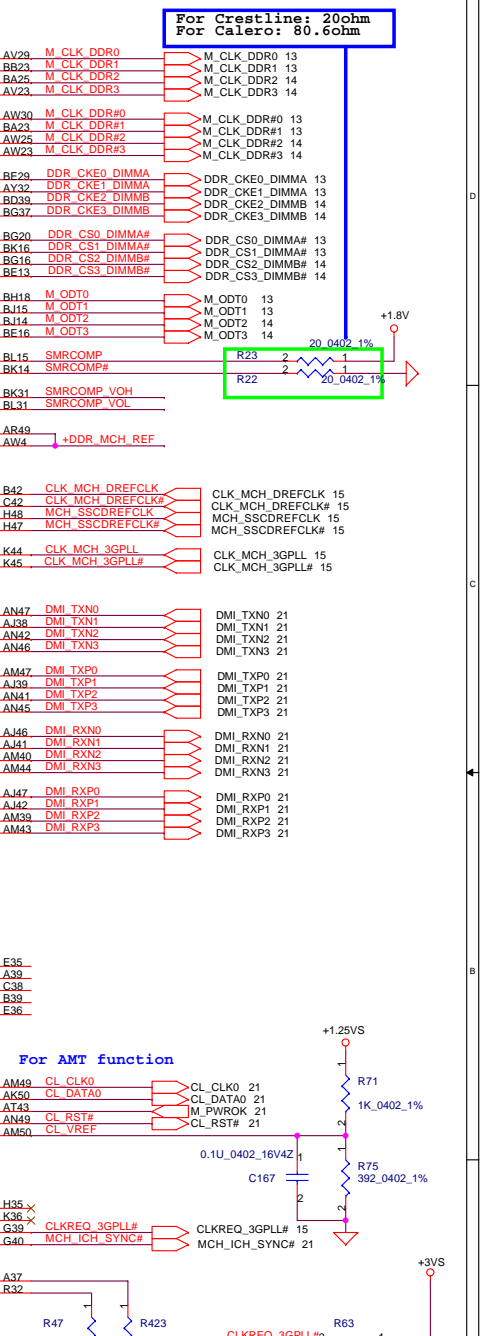 For Crestline: 20ohm
For Calero: 80.6ohm
AV29 M_CLK_DDR0 M_CLK_DDR0 13
BB23 M_CLK_DDR1 M_CLK_DDR1 13
BA25 M_CLK_DDR2 M_CLK_DDR2 14
AV23 M_CLK_DDR3 M_CLK_DDR3 14
AW30 M_CLK_DDR#0 M_CLK_DDR#0 13
BA23 M_CLK_DDR#1 M_CLK_DDR#1 13
AW25 M_CLK_DDR#2 M_CLK_DDR#2 14
AW23 M_CLK_DDR#3 M_CLK_DDR#3 14
BE29 DDR_CKE0_DIMMA DDR_CKE0_DIMMA 13
AY32 DDR_CKE1_DIMMA DDR_CKE1_DIMMA 13
BD39 DDR_CKE2_DIMMB DDR_CKE2_DIMMB 14
BG37 DDR_CKE3_DIMMB DDR_CKE3_DIMMB 14
D
BG20 DDR_CS0_DIMMA# DDR_CS0_DIMMA# 13
BK16 DDR_CS1_DIMMA# DDR_CS1_DIMMA# 13
BG16 DDR_CS2_DIMMB# DDR_CS2_DIMMB# 14
BE13 DDR_CS3_DIMMB# DDR_CS3_DIMMB# 14
BH18 M_ODT0 M_ODT0 13
BJ15 M_ODT1 M_ODT1 13
BJ14 M_ODT2 M_ODT2 14
BE16 M_ODT3 M_ODT3 14
+1.8V
20_0402_1%
BL15 SMRCOMP R23 2 1
BK14 SMRCOMP# 2 1
R22 20_0402_1%
BK31 SMRCOMP_VOH
BL31 SMRCOMP_VOL
AR49
AW4 +DDR_MCH_REF
B42 CLK_MCH_DREFCLK CLK_MCH_DREFCLK 15
C42 CLK_MCH_DREFCLK# CLK_MCH_DREFCLK# 15
H48 MCH_SSCDREFCLK MCH_SSCDREFCLK 15
H47 MCH_SSCDREFCLK# MCH_SSCDREFCLK# 15
K44 CLK_MCH_3GPLL CLK_MCH_3GPLL 15
K45 CLK_MCH_3GPLL# CLK_MCH_3GPLL# 15
C
AN47 DMI_TXN0 DMI_TXN0 21
AJ38 DMI_TXN1 DMI_TXN1 21
AN42 DMI_TXN2 DMI_TXN2 21
AN46 DMI_TXN3 DMI_TXN3 21
AM47 DMI_TXP0 DMI_TXP0 21
AJ39 DMI_TXP1 DMI_TXP1 21
AN41 DMI_TXP2 DMI_TXP2 21
AN45 DMI_TXP3 DMI_TXP3 21
AJ46 DMI_RXN0 DMI_RXN0 21
AJ41 DMI_RXN1 DMI_RXN1 21
AM40 DMI_RXN2 DMI_RXN2 21
AM44 DMI_RXN3 DMI_RXN3 21
AJ47 DMI_RXP0 DMI_RXP0 21
AJ42 DMI_RXP1 DMI_RXP1 21
AM39 DMI_RXP2 DMI_RXP2 21
AM43 DMI_RXP3 DMI_RXP3 21
E35
A39
C38
B39
E36
B
+1.25VS
For AMT function
AM49 CL_CLK0 CL_CLK0 21
AK50 CL_DATA0 CL_DATA0 21
AT43 M_PWROK 21
AN49 CL_RST# CL_RST# 21
AM50 CL_VREF
1
R71
1K_0402_1%
2
0.1U_0402_16V4Z 1
C167
2
1
R75
392_0402_1%
2
H35
K36
G39 CLKREQ_3GPLL# CLKREQ_3GPLL# 15
G40 MCH_ICH_SYNC# MCH_ICH_SYNC# 21
+3VS
A37
R32
1 1
R47 R423 R63
CLKREQ_3GPLL# 2 1